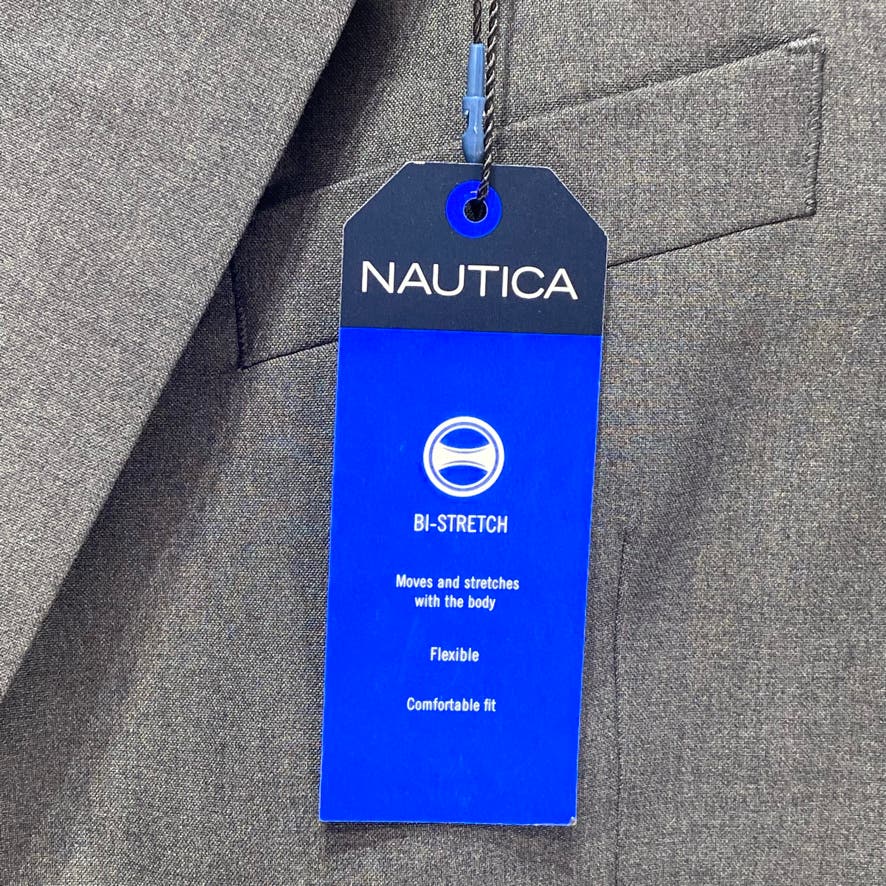 NAUTICA
BI-STRETCH
Moves and stretches
with the body
Flexible
Comfortable fit